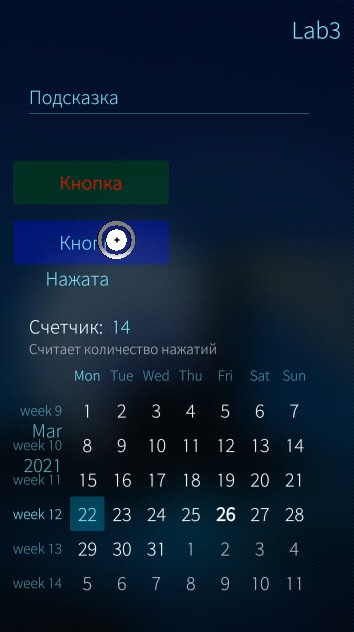 Lab3
Подсказка
Кнопка
Кноп
Нажата
Счетчик: 14
Считает количество нажатий
Mon Tue Wed Thu Fri Sat Sun
week 9 1 2 3 4 5 6 7
Mar
week 10 8 9 10 11 12 13 14
2021
week 11 15 16 17 18 19 20 21
week 12 22 23 24 25 26 27 28
week 13 29 30 31 1 2 3 4
week 14 5 6 7 8 9 10 11